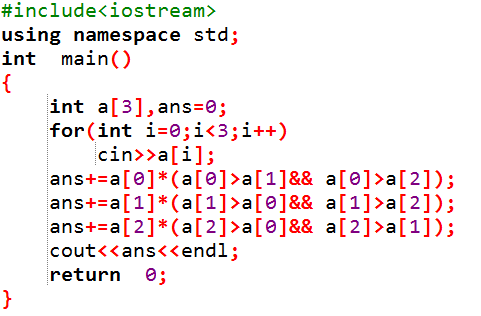 #include<iostream>
using namespace std;
int  main()
{
    int a[3],ans=0;
    for(int i=0;i<3;i++)
        cin>>a[i];
    ans+=a[0]*(a[0]>a[1]&& a[0]>a[2]);
    ans+=a[1]*(a[1]>a[0]&& a[1]>a[2]);
    ans+=a[2]*(a[2]>a[0]&& a[2]>a[1]);
    cout<<ans<<endl;
    return  0;
}